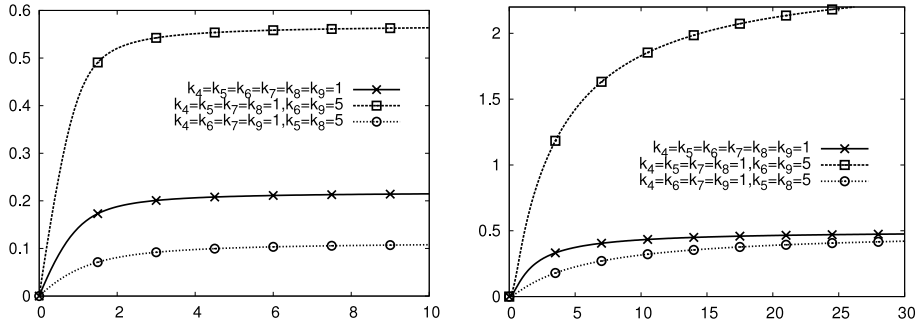 0.6
0.5
0.4
0.3
0.2
0.1
0
0 2 4 6 8 10
k4=k5=k6=k7=k8=k9=1
k4=k5=k7=k8=1,k6=k9=5
k4=k6=k7=k9=1,k5=k8=5
2
1.5
1
0.5
0
0 5 10 15 20 25 30
k4=k5=k6=k7=k8=k9=1
k4=k5=k7=k8=1,k6=k9=5
k4=k6=k7=k9=1,k5=k8=5